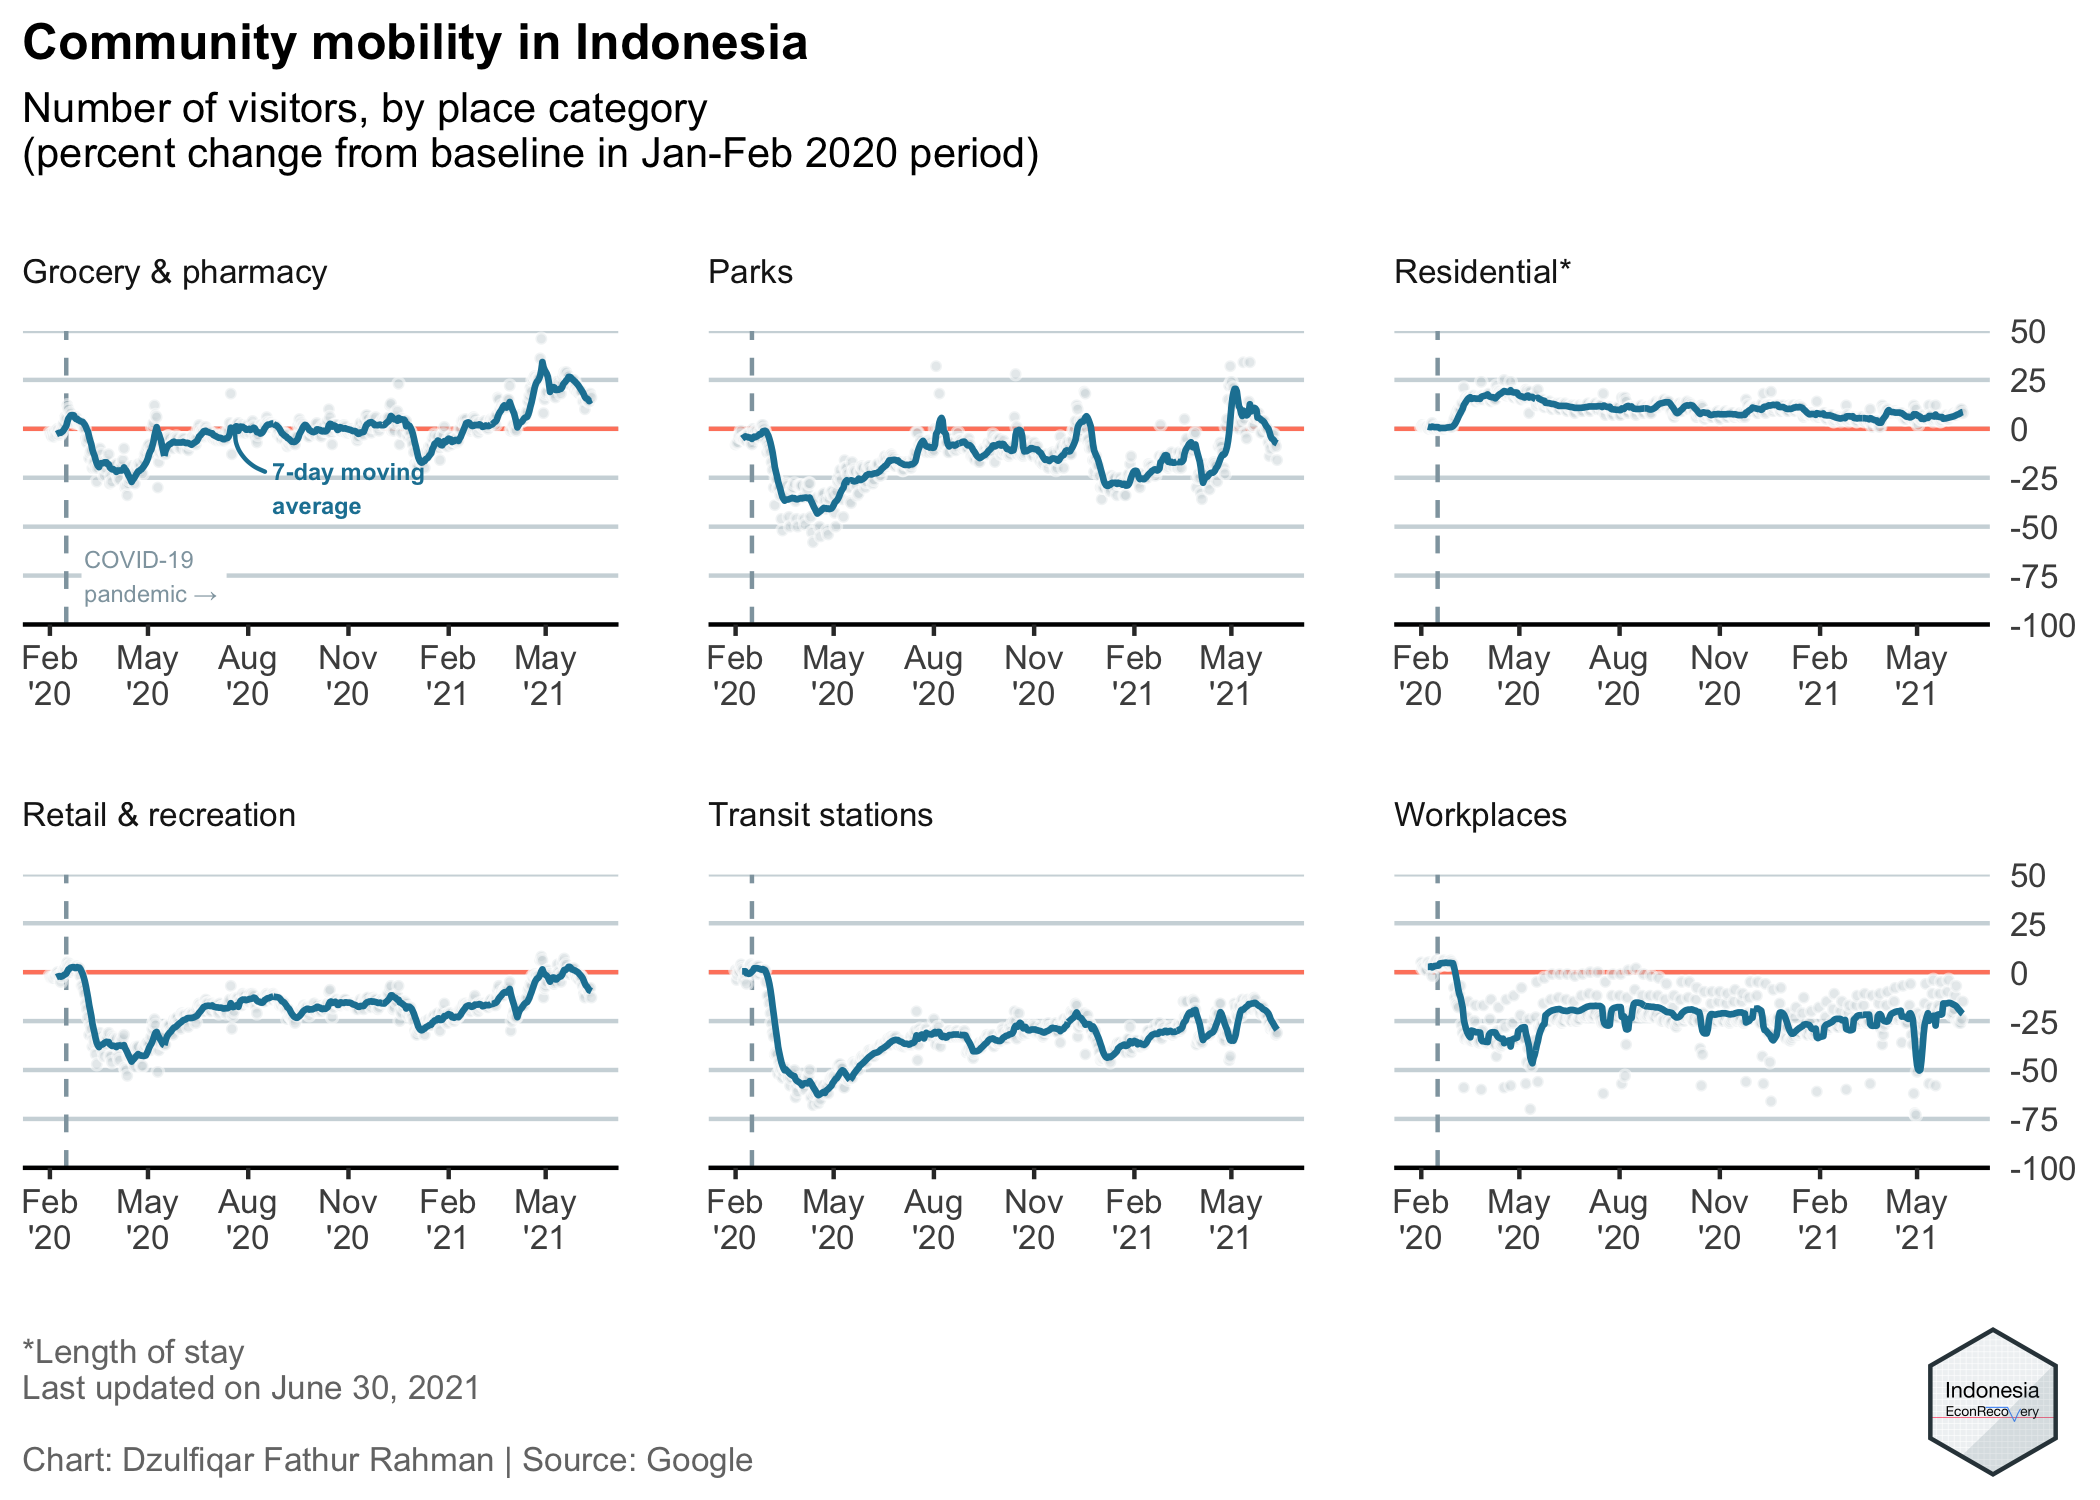 Community mobility in Indonesia
Number of visitors, by place category
(percent change from baseline in Jan-Feb 2020 period)
Grocery & pharmacy
7-day moving
average
COVID-19
pandemic →
Feb May Aug Nov Feb May
'20 '20 '20 '20 '21 '21
Parks
Feb May Aug Nov Feb May
'20 '20 '20 '20 '21 '21
Residential*
50
25
0
-25
-50
-75
-100
Feb May Aug Nov Feb May
'20 '20 '20 '20 '21 '21
Retail & recreation
Feb May Aug Nov Feb May
'20 '20 '20 '20 '21 '21
Transit stations
Feb May Aug Nov Feb May
'20 '20 '20 '20 '21 '21
Workplaces
50
25
0
-25
-50
-75
-100
Feb May Aug Nov Feb May
'20 '20 '20 '20 '21 '21
*Length of stay
Last updated on June 30, 2021
Chart: Dzulfiqar Fathur Rahman | Source: Google
Indonesia
EconRecovery